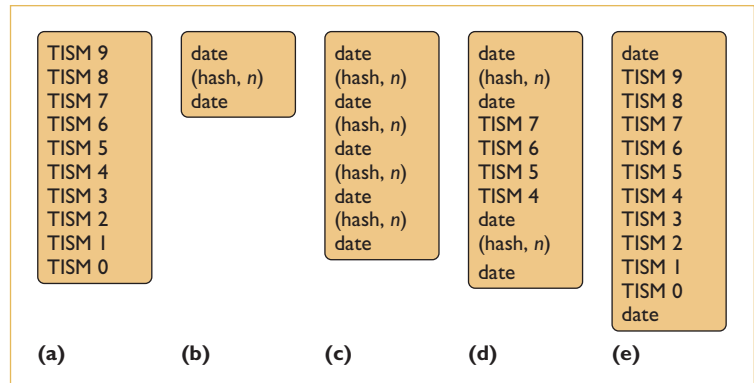 TISM 9
TISM 8
TISM 7
TISM 6
TISM 5
TISM 4
TISM 3
TISM 2
TISM 1
TISM 0
(a)
date
(hash, n)
date
(b)
date
(hash, n)
date
(hash, n)
date
(hash, n)
date
(hash, n)
date
(c)
date
(hash, n)
date
TISM 7
TISM 6
TISM 5
TISM 4
date
(hash, n)
date
(d)
date
TISM 9
TISM 8
TISM 7
TISM 6
TISM 5
TISM 4
TISM 3
TISM 2
TISM 1
TISM 0
date
(e)